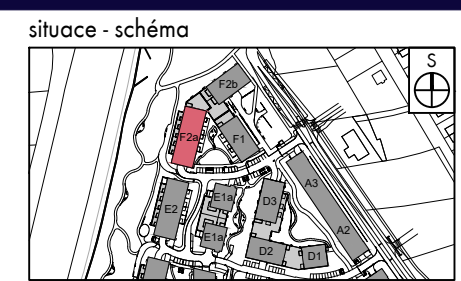 situace - schéma
S
F2b
F2a
F1
A3
E2
E1a
D3
E1a
A2
D2
D1